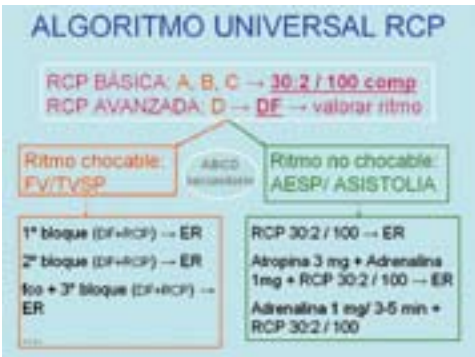 ALGORITMO UNIVERSAL RCP
RCP BÁSICA: A, B, C → 30:2 / 100 comp
RCP AVANZADA: D → DF → valorar ritmo
Ritmo chocable:
FV/TVSP
ABCD
secundario
Ritmo no chocable:
AESP/ ASISTOLIA
1º bloque (DF+RCP) → ER
2º bloque (DF+RCP) → ER
fco + 3º bloque (DF+RCP) →
ER
....
RCP 30:2 / 100 → ER
Atropina 3 mg + Adrenalina
1mg + RCP 30:2 / 100 → ER
Adrenalina 1 mg/ 3-5 min +
RCP 30:2 / 100